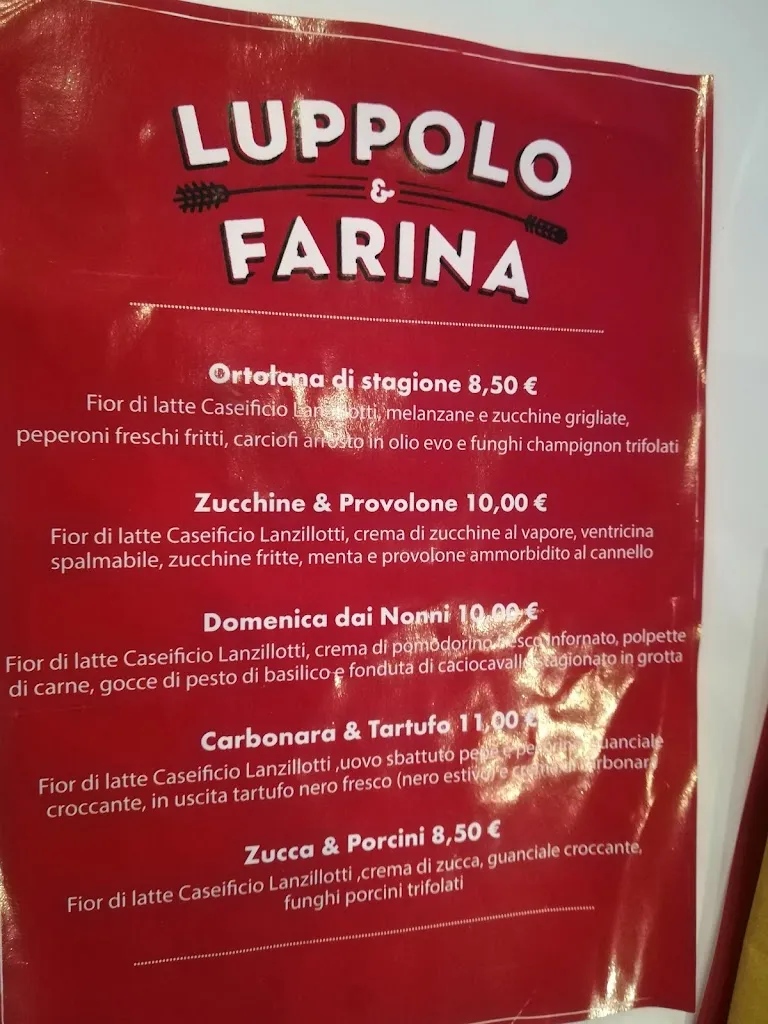 LUPPOLO
&
FARINA
Ortolana di stagione 8,50 €
Fior di latte Caseificio Lanzillotti, melanzane e zucchine grigliate,
peperoni freschi fritti, carciofi arrosto in olio evo e funghi champignon trifolati
Zucchine & Provolone 10,00 €
Fior di latte Caseificio Lanzillotti, crema di zucchine al vapore, ventricina
spalmabile, zucchine fritte, menta e provolone ammorbidito al cannello
Domenica dai Nonni 10,00 €
Fior di latte Caseificio Lanzillotti, crema di pomodorino fresco infornato, polpette
di carne, gocce di pesto di basilico e fonduta di caciocavallo stagionato in grotta
Carbonara & Tartufo 11,00 €
Fior di latte Caseificio Lanzillotti ,uovo sbattuto pepe e pecorino, guanciale
croccante, in uscita tartufo nero fresco (nero estivo) e crema di carbonara
Zucca & Porcini 8,50 €
Fior di latte Caseificio Lanzillotti ,crema di zucca, guanciale croccante,
funghi porcini trifolati